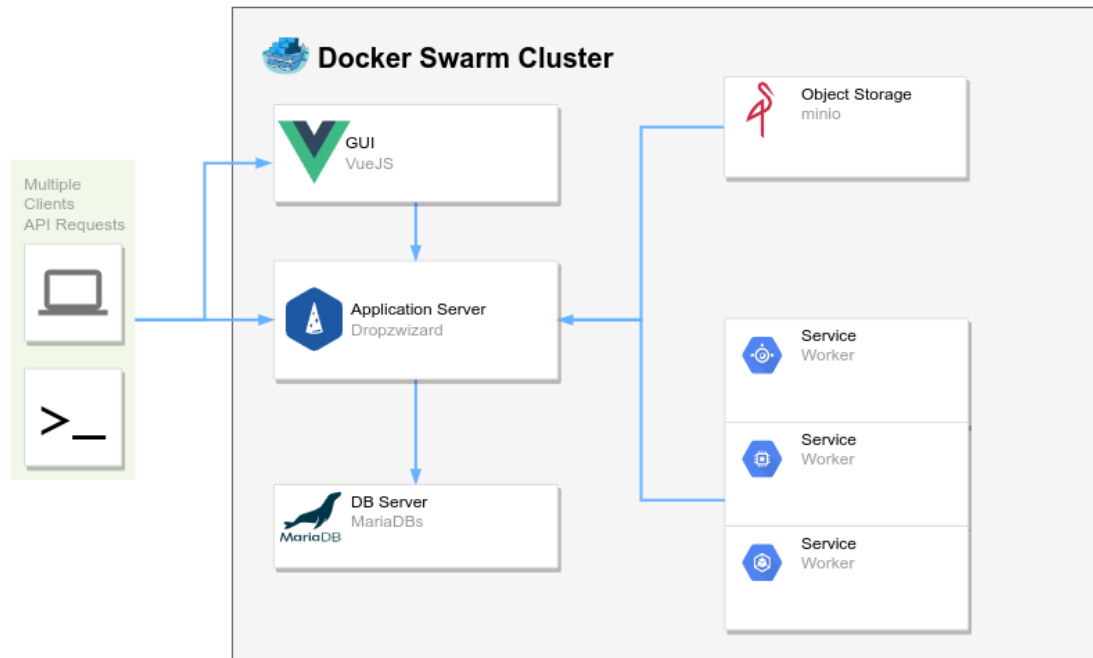 Docker Swarm Cluster
Multiple
Clients
API Requests
>_
GUI
VueJS
Application Server
Dropzwizard
MariaDB
DB Server
MariaDBs
Object Storage
minio
Service
Worker
Service
Worker
Service
Worker